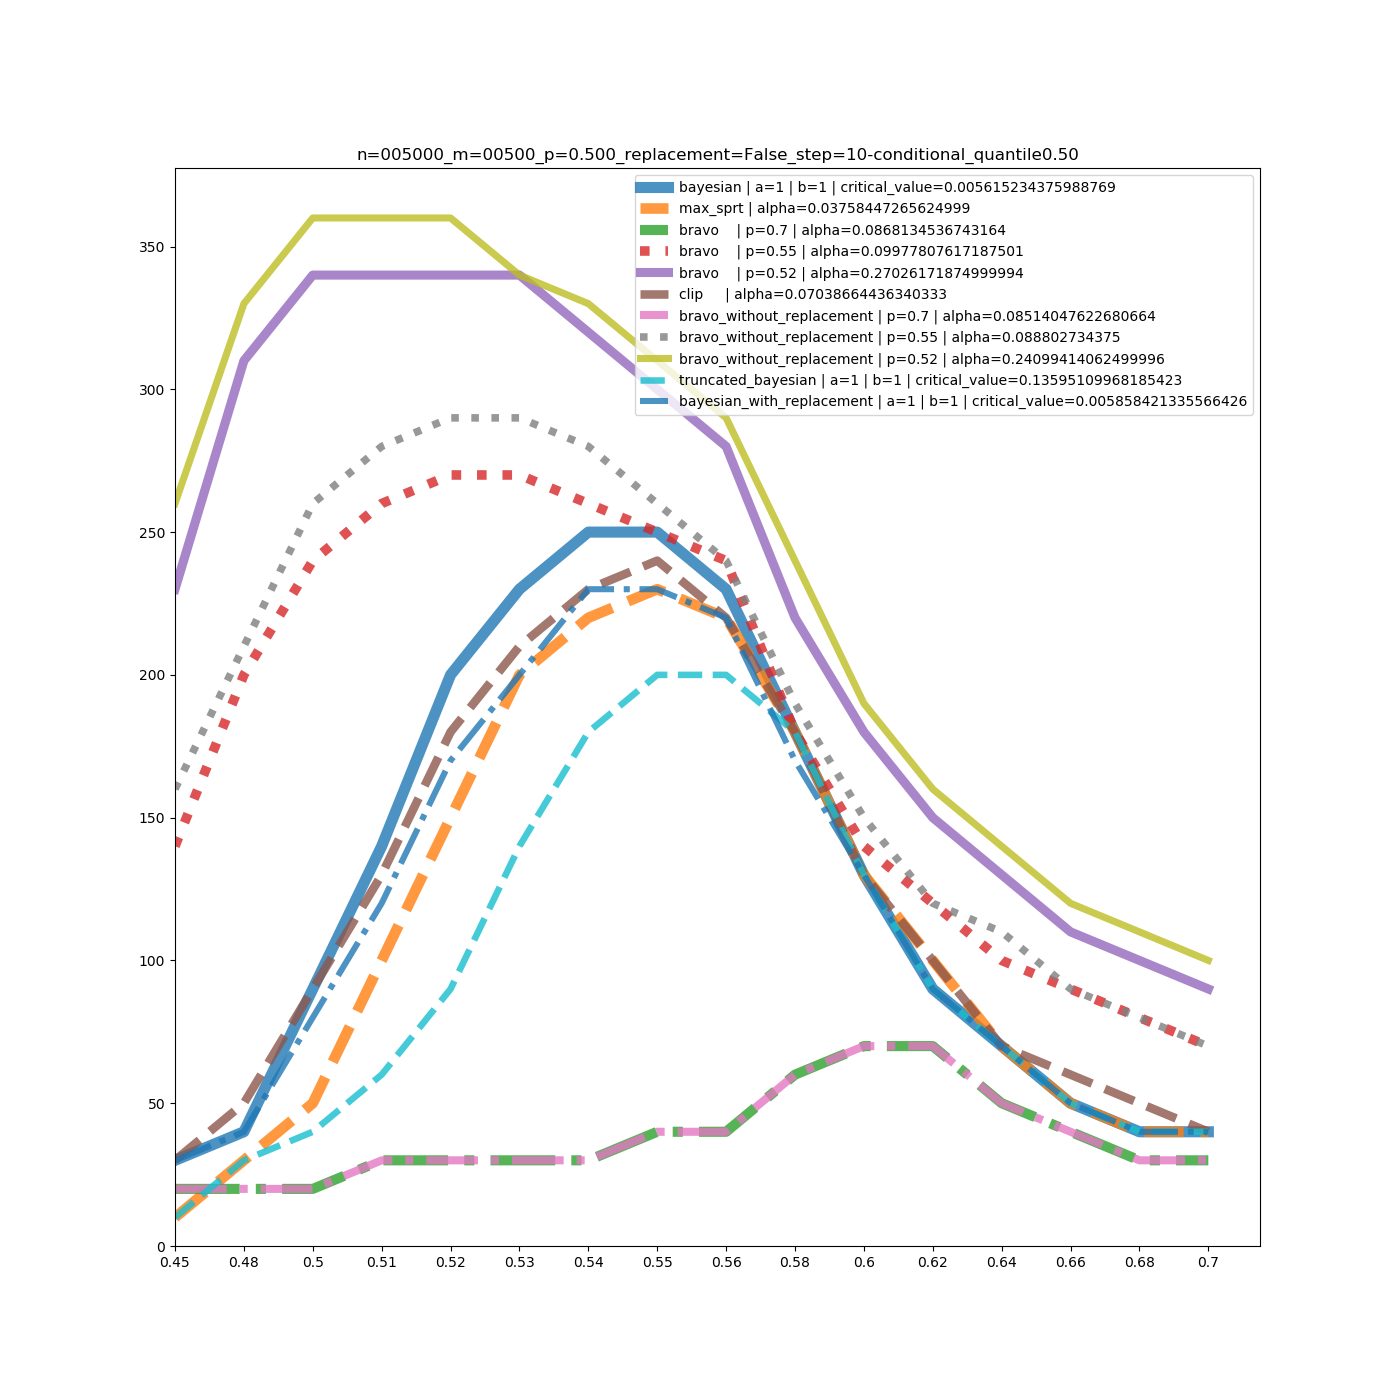 n=005000_m=00500_p=0.500_replacement=False_step=10-conditional_quantile0.50
bayesian | a=1 | b=1 | critical_value=0.005615234375988769
max_sprt | alpha=0.03758447265624999
bravo | p=0.7 | alpha=0.0868134536743164
bravo | p=0.55 | alpha=0.09977807617187501
bravo | p=0.52 | alpha=0.27026171874999994
clip | alpha=0.07038664436340333
bravo_without_replacement | p=0.7 | alpha=0.08514047622680664
bravo_without_replacement | p=0.55 | alpha=0.088802734375
bravo_without_replacement | p=0.52 | alpha=0.24099414062499996
truncated_bayesian | a=1 | b=1 | critical_value=0.13595109968185423
bayesian_with_replacement | a=1 | b=1 | critical_value=0.005858421335566426
350
300
250
200
150
100
50
0
0.45 0.48 0.5 0.51 0.52 0.53 0.54 0.55 0.56 0.58 0.6 0.62 0.64 0.66 0.68 0.7